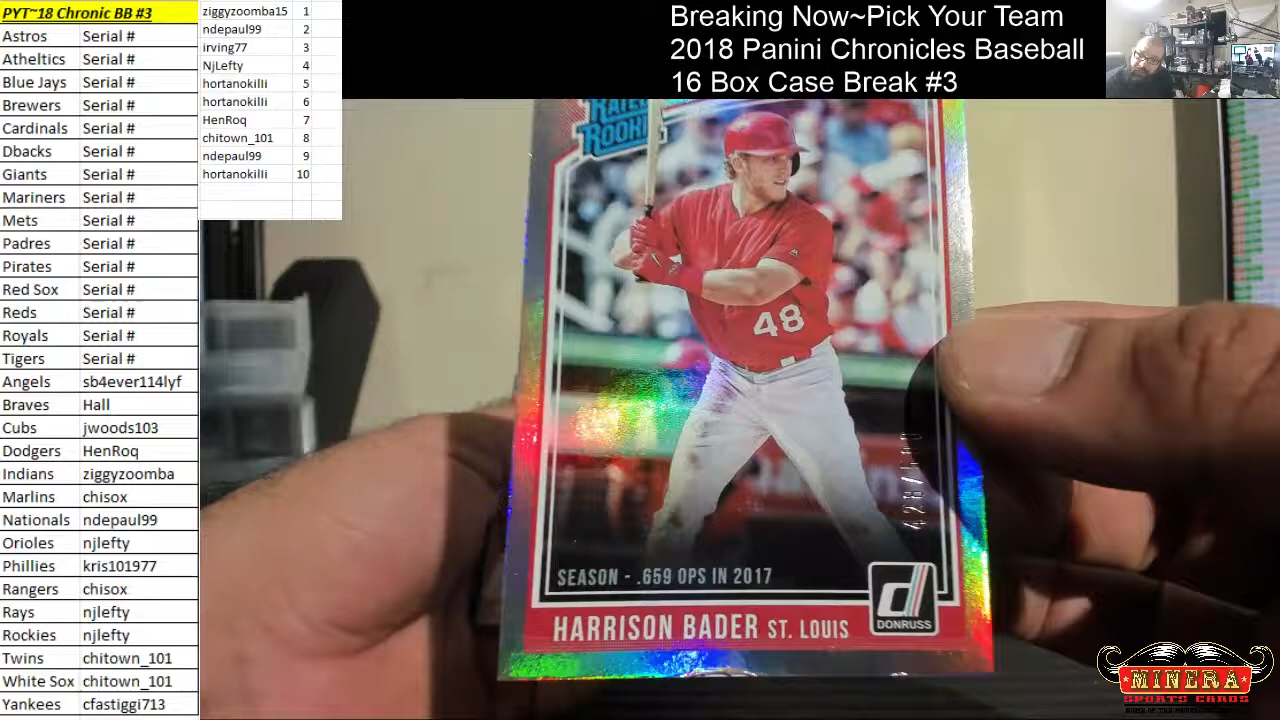 PYT~18 Chronic BB #3
Astros Serial #
Atheltics Serial #
Blue Jays Serial #
Brewers Serial #
Cardinals Serial #
Dbacks Serial #
Giants Serial #
Mariners Serial #
Mets Serial #
Padres Serial #
Pirates Serial #
Red Sox Serial #
Reds Serial #
Royals Serial #
Tigers Serial #
Angels sb4ever114lyf
Braves Hall
Cubs jwoods103
Dodgers HenRoq
Indians ziggyzoomba
Marlins chisox
Nationals ndepaul99
Orioles njlefty
Phillies kris101977
Rangers chisox
Rays njlefty
Rockies njlefty
Twins chitown_101
White Sox chitown_101
Yankees cfastiggi713
ziggyzoomba15 1
ndepaul99 2
irving77 3
NjLefty 4
hortanokilli 5
hortanokilli 6
HenRoq 7
chitown_101 8
ndepaul99 9
hortanokilli 10
Breaking Now~Pick Your Team
2018 Panini Chronicles Baseball
16 Box Case Break #3
RATED
ROOKIE
48
SEASON - .659 OPS IN 2017
d
DONRUSS
HARRISON BADER ST. LOUIS
MINERA
SPORTS CARDS